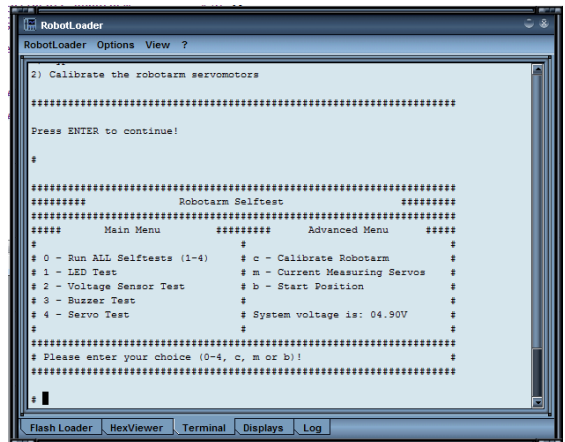 RobotLoader
RobotLoader Options View ?
2) Calibrate the robotarm servomotors
######################################################################
Press ENTER to continue!
#
######################################################################
######### Robotarm Selftest #########
######################################################################
##### Main Menu ######### Advanced Menu #####
# # #
# 0 - Run ALL Selftests (1-4) # c - Calibrate Robotarm #
# 1 - LED Test # m - Current Measuring Servos #
# 2 - Voltage Sensor Test # b - Start Position #
# 3 - Buzzer Test # #
# 4 - Servo Test # System voltage is: 04.90V #
# # #
######################################################################
# Please enter your choice (0-4, c, m or b)! #
######################################################################
#
Flash Loader HexViewer Terminal Displays Log